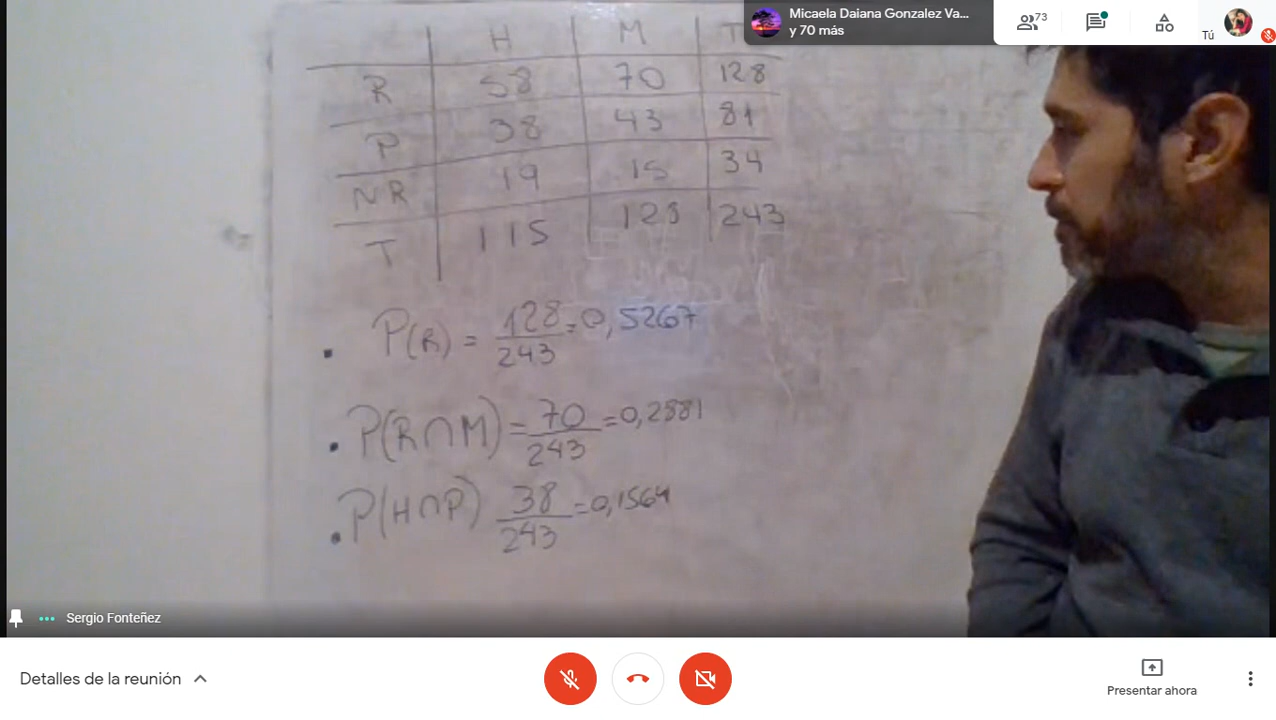 Micaela Daiana Gonzalez Va...
y 70 más
73
Tú
H M T
R 58 70 128
P 38 43 81
NR 19 15 34
T 115 128 243
P(R) = 128/243 = 0,5267
P(R∩M) = 70/243 = 0,2881
P(H∩P) 38/243 = 0,1564
Sergio Fonteñez
Detalles de la reunión
Presentar ahora